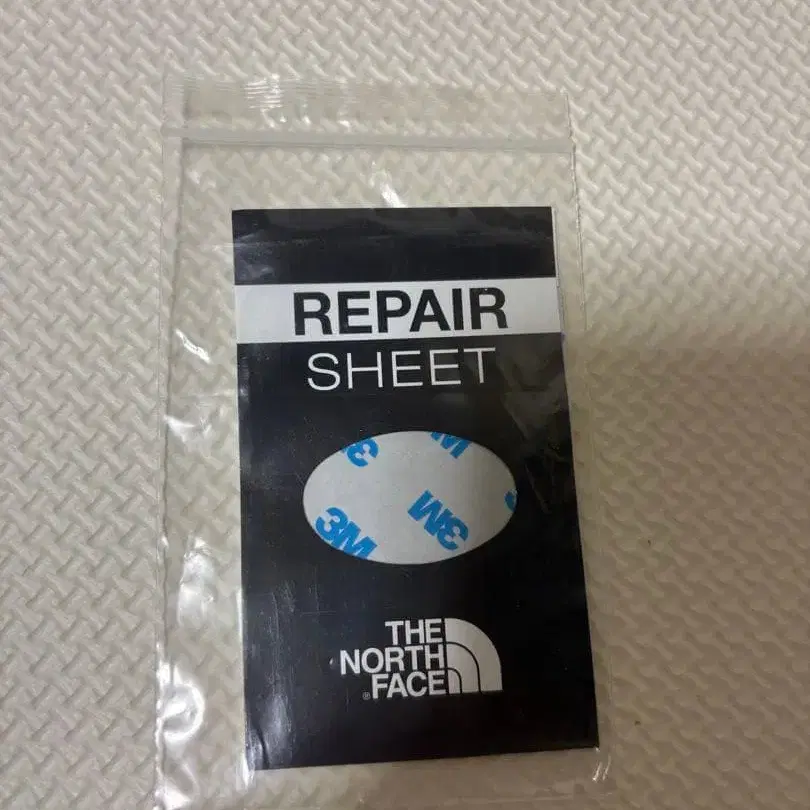 REPAIR
SHEET
3M
3M
3M
3M
THE
NORTH
FACE
®